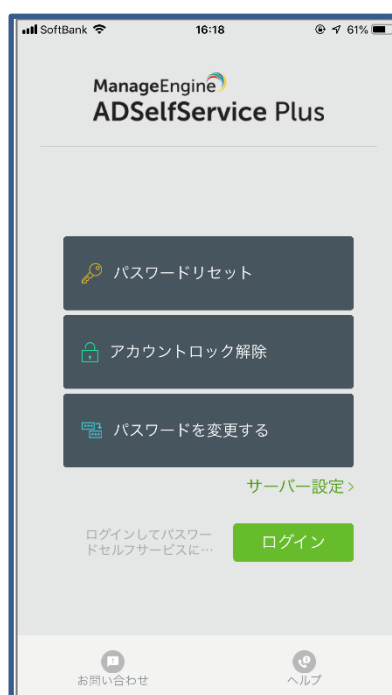 SoftBank 16:18 61%
ManageEngine
ADSelfService Plus
パスワードリセット
アカウントロック解除
パスワードを変更する
サーバー設定 >
ログインしてパスワー
ドセルフサービスに…
ログイン
お問い合わせ
ヘルプ